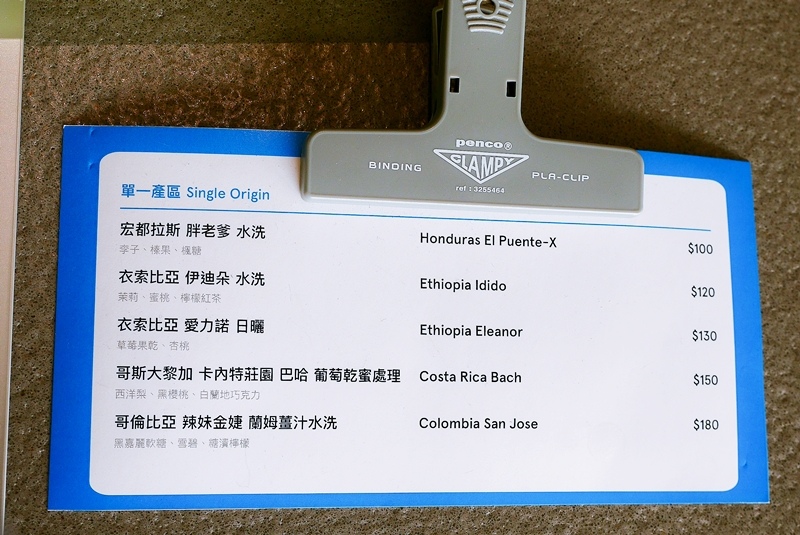 penco®
BINDING CLAMPY PLA-CLIP
ref : 3255464
單一產區 Single Origin
宏都拉斯 胖老爹 水洗 Honduras El Puente-X $100
李子、榛果、楓糖
衣索比亞 伊迪朵 水洗 Ethiopia Idido $120
茉莉、蜜桃、檸檬紅茶
衣索比亞 愛力諾 日曬 Ethiopia Eleanor $130
草莓果乾、杏桃
哥斯大黎加 卡內特莊園 巴哈 葡萄乾蜜處理 Costa Rica Bach $150
西洋梨、黑櫻桃、白蘭地巧克力
哥倫比亞 辣妹金婕 蘭姆薑汁水洗 Colombia San Jose $180
黑嘉麗軟糖、雪碧、糖漬檸檬